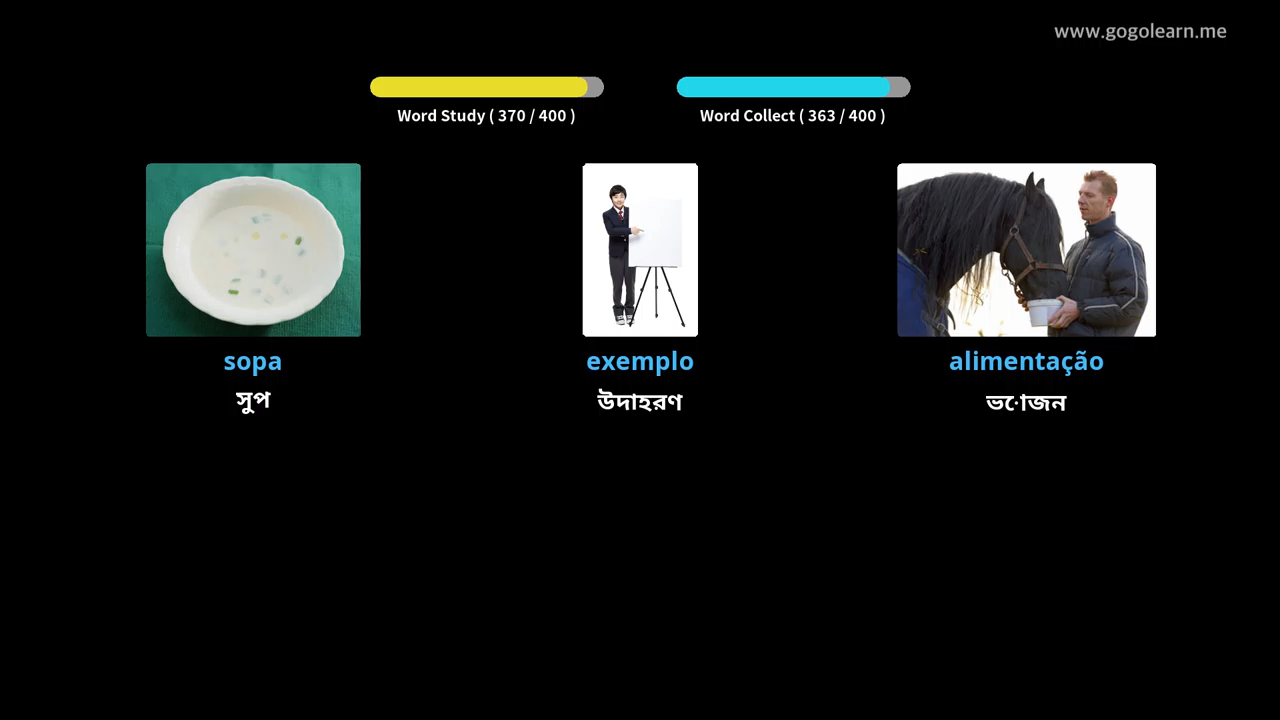 www.gogolearn.me
Word Study ( 370 / 400 )
Word Collect ( 363 / 400 )
sopa
exemplo
alimentação
সুপ
উদাহরণ
ভোজন